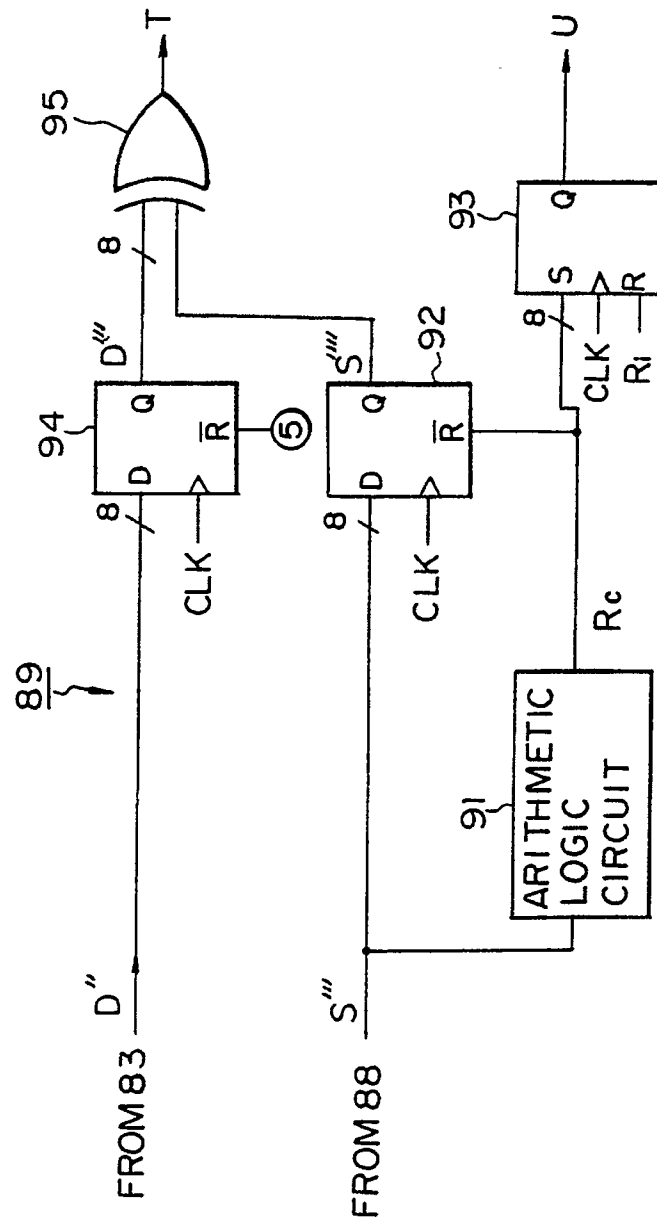 89
FROM 83
D''
8
94
D
Q
CLK
R̅
5
D'''
8
95
T
FROM 88
S'''
8
D
Q
CLK
R̅
92
S''''
91
ARITHMETIC
LOGIC
CIRCUIT
Rc
8
93
S
Q
CLK
R
Ri
U